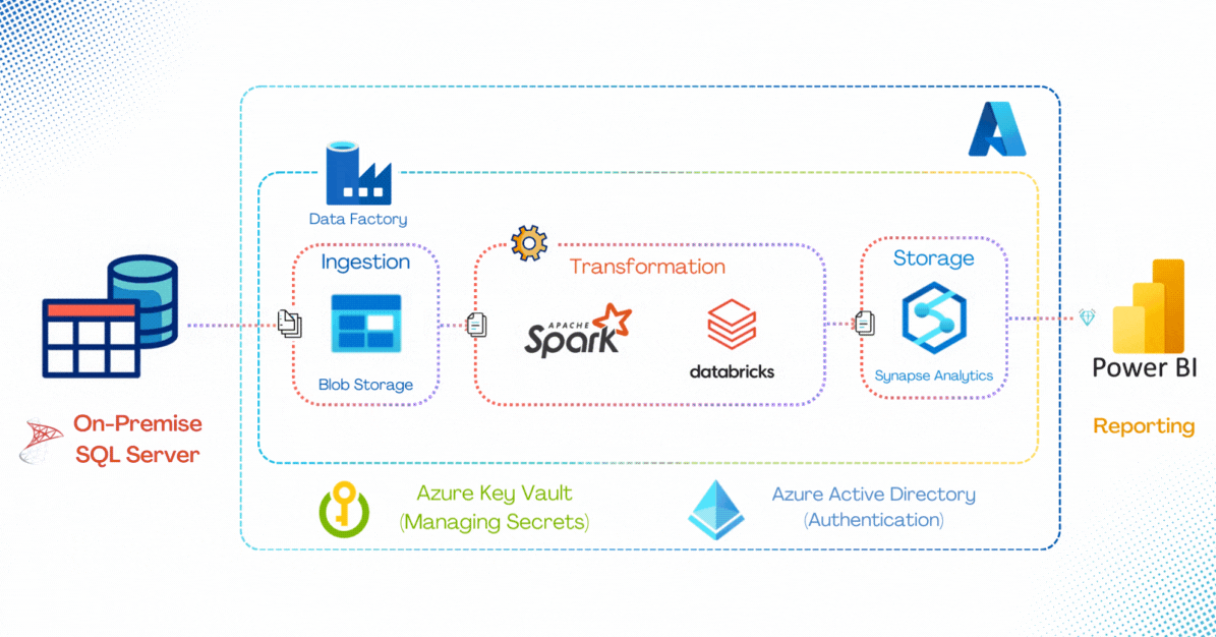 Data Factory
Ingestion
Blob Storage
Transformation
APACHE
Spark
databricks
Storage
Synapse Analytics
On-Premise
SQL Server
Power BI
Reporting
Azure Key Vault
(Managing Secrets)
Azure Active Directory
(Authentication)